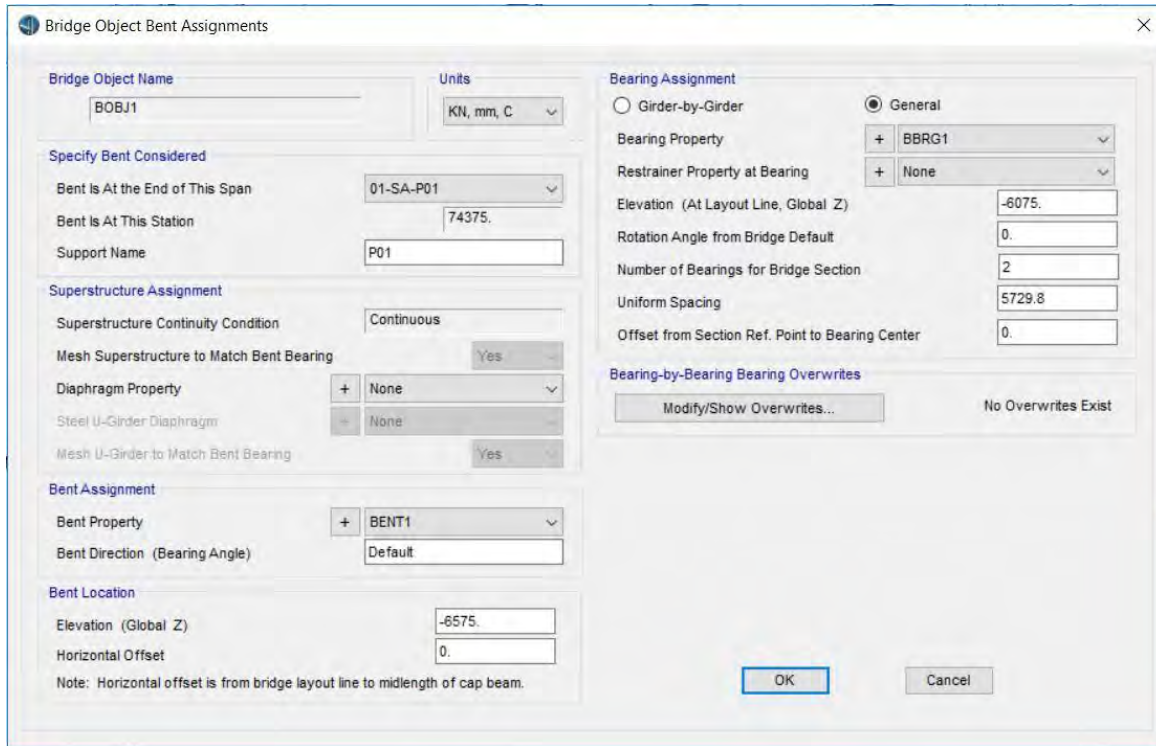 Bridge Object Bent Assignments
Bridge Object Name
BOBJ1
Units
KN, mm, C
Specify Bent Considered
Bent Is At the End of This Span 01-SA-P01
Bent Is At This Station 74375.
Support Name P01
Superstructure Assignment
Superstructure Continuity Condition Continuous
Mesh Superstructure to Match Bent Bearing Yes
Diaphragm Property + None
Steel U-Girder Diaphragm + None
Mesh U-Girder to Match Bent Bearing Yes
Bent Assignment
Bent Property + BENT1
Bent Direction (Bearing Angle) Default
Bent Location
Elevation (Global Z) -6575.
Horizontal Offset 0.
Note: Horizontal offset is from bridge layout line to midlength of cap beam.
Bearing Assignment
Girder-by-Girder General
Bearing Property + BBRG1
Restrainer Property at Bearing + None
Elevation (At Layout Line, Global Z) -6075.
Rotation Angle from Bridge Default 0.
Number of Bearings for Bridge Section 2
Uniform Spacing 5729.8
Offset from Section Ref. Point to Bearing Center 0.
Bearing-by-Bearing Bearing Overwrites
Modify/Show Overwrites... No Overwrites Exist
OK Cancel